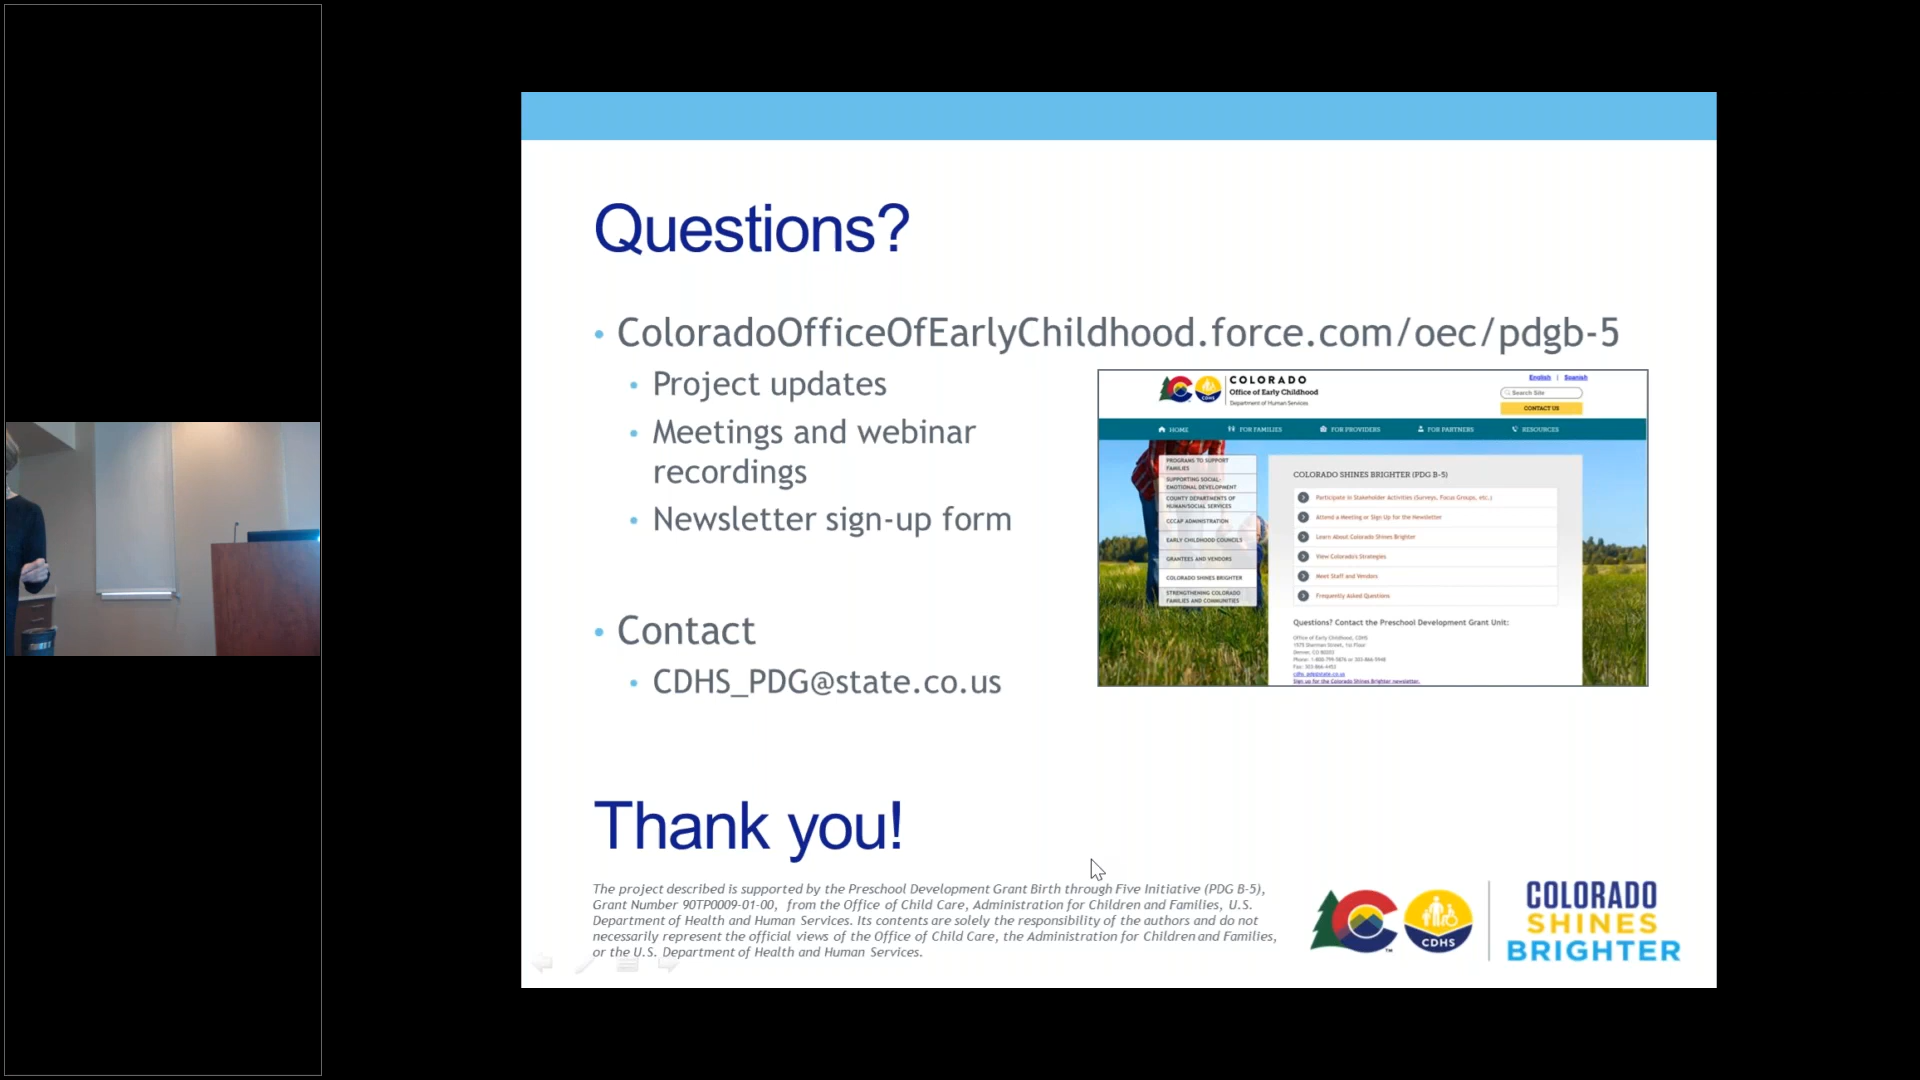 Questions?
• ColoradoOfficeOfEarlyChildhood.force.com/oec/pdgb-5
• Project updates
• Meetings and webinar
recordings
• Newsletter sign-up form
• Contact
• CDHS_PDG@state.co.us
COLORADO
Office of Early Childhood
Department of Human Services
English | Spanish
Search Site
CONTACT US
HOME
FOR FAMILIES
FOR PROVIDERS
FOR PARTNERS
RESOURCES
PROGRAMS TO SUPPORT
FAMILIES
SUPPORTING SOCIAL-
EMOTIONAL DEVELOPMENT
COUNTY DEPARTMENTS OF
HUMAN/SOCIAL SERVICES
CCCAP ADMINISTRATION
EARLY CHILDHOOD COUNCILS
GRANTEES AND VENDORS
COLORADO SHINES BRIGHTER
STRENGTHENING COLORADO
FAMILIES AND COMMUNITIES
COLORADO SHINES BRIGHTER (PDG B-5)
Participate in Stakeholder Activities (Surveys, Focus Groups, etc.)
Attend a Meeting or Sign Up for the Newsletter
Learn About Colorado Shines Brighter
View Colorado's Strategies
Meet Staff and Vendors
Frequently Asked Questions
Questions? Contact the Preschool Development Grant Unit:
Office of Early Childhood, CDHS
1575 Sherman Street, 1st Floor
Denver, CO 80203
Phone: 1-800-799-5876 or 303-866-5948
Fax: 303-866-4453
cdhs_pdg@state.co.us
Sign up for the Colorado Shines Brighter newsletter.
Thank you!
The project described is supported by the Preschool Development Grant Birth through Five Initiative (PDG B-5),
Grant Number 90TP0009-01-00, from the Office of Child Care, Administration for Children and Families, U.S.
Department of Health and Human Services. Its contents are solely the responsibility of the authors and do not
necessarily represent the official views of the Office of Child Care, the Administration for Children and Families,
or the U.S. Department of Health and Human Services.
CDHS
COLORADO
SHINES
BRIGHTER